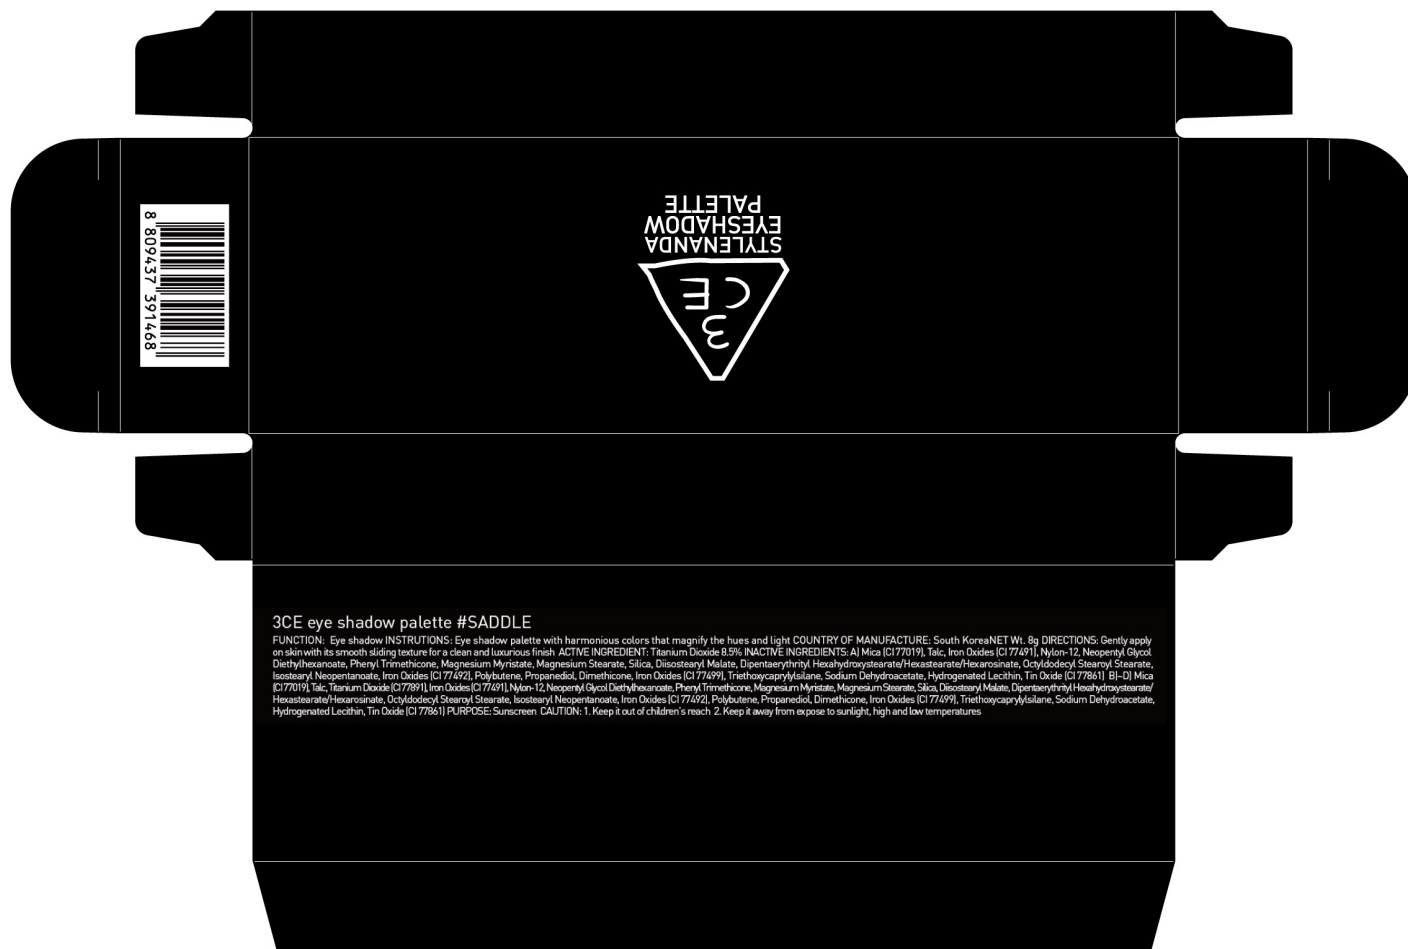 8 809437 391468
3CE
STYLENANDA
EYESHADOW
PALETTE
3CE eye shadow palette #SADDLE
FUNCTION: Eye shadow INSTRUTIONS: Eye shadow palette with harmonious colors that magnify the hues and light COUNTRY OF MANUFACTURE: South KoreaNET Wt. 8g DIRECTIONS: Gently apply
on skin with its smooth sliding texture for a clean and luxurious finish ACTIVE INGREDIENT: Titanium Dioxide 8.5% INACTIVE INGREDIENTS: A) Mica (CI 77019), Talc, Iron Oxides (CI 77491), Nylon-12, Neopentyl Glycol
Diethylhexanoate, Phenyl Trimethicone, Magnesium Myristate, Magnesium Stearate, Silica, Diisostearyl Malate, Dipentaerythrityl Hexahydroxystearate/Hexastearate/Hexarosinate, Octyldodecyl Stearoyl Stearate,
Isostearyl Neopentanoate, Iron Oxides (CI 77492), Polybutene, Propanediol, Dimethicone, Iron Oxides (CI 77499), Triethoxycaprylylsilane, Sodium Dehydroacetate, Hydrogenated Lecithin, Tin Oxide (CI 77861) B)~D) Mica
(CI 77019), Talc, Titanium Dioxide (CI 77891), Iron Oxides (CI 77491), Nylon-12, Neopentyl Glycol Diethylhexanoate, Phenyl Trimethicone, Magnesium Myristate, Magnesium Stearate, Silica, Diisostearyl Malate, Dipentaerythrityl Hexahydroxystearate/
Hexastearate/Hexarosinate, Octyldodecyl Stearoyl Stearate, Isostearyl Neopentanoate, Iron Oxides (CI 77492), Polybutene, Propanediol, Dimethicone, Iron Oxides (CI 77499), Triethoxycaprylylsilane, Sodium Dehydroacetate,
Hydrogenated Lecithin, Tin Oxide (CI 77861) PURPOSE: Sunscreen CAUTION: 1. Keep it out of children's reach 2. Keep it away from expose to sunlight, high and low temperatures